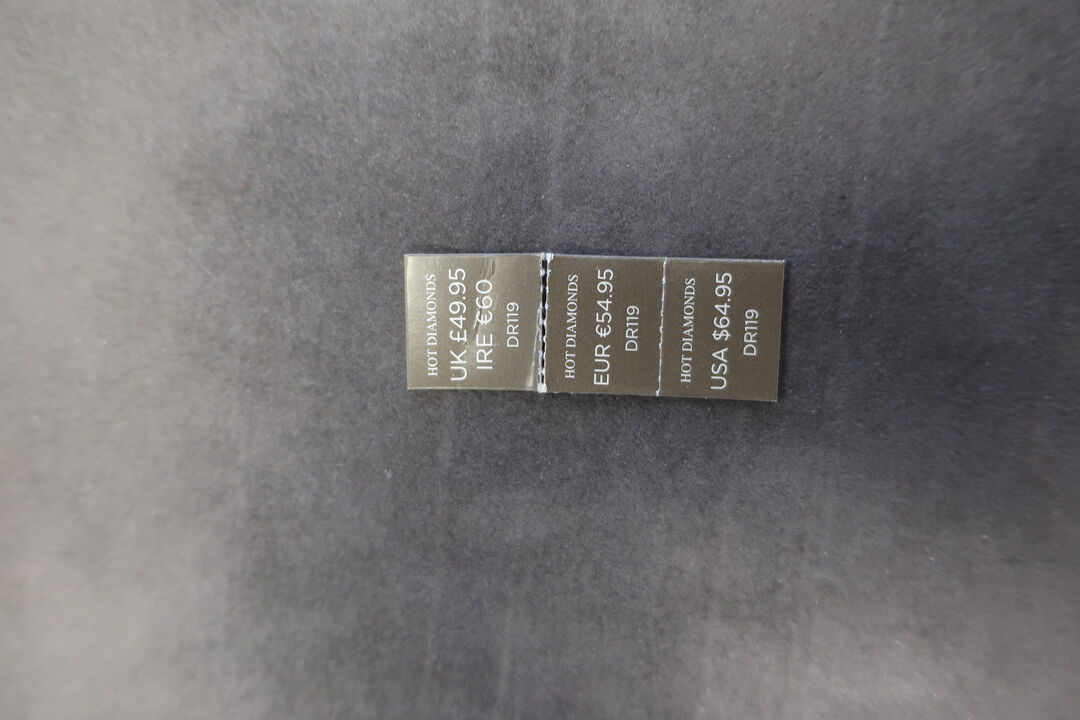 HOT DIAMONDS
UK £49.95
IRE €60
DR119
HOT DIAMONDS
EUR €54.95
DR119
HOT DIAMONDS
USA $64.95
DR119